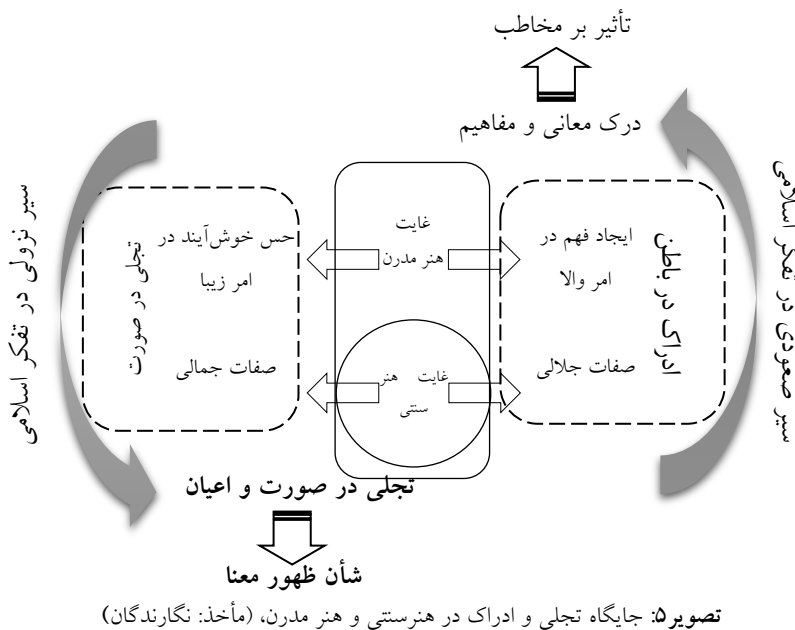 تأثیر بر مخاطب
درک معانی و مفاهیم
سیر صعودی در تفکر اسلامی
ادراک در باطن
ایجاد فهم در
امر والا
صفات جلالی
غایت
هنر مدرن
غایت هنر
سنتی
حس خوش‌آیند در
امر زیبا
صفات جمالی
تجلی در صورت
سیر نزولی در تفکر اسلامی
تجلی در صورت و اعیان
شأن ظهور معنا
تصویر۵: جایگاه تجلی و ادراک در هنرسنتی و هنر مدرن، (مأخذ: نگارندگان)